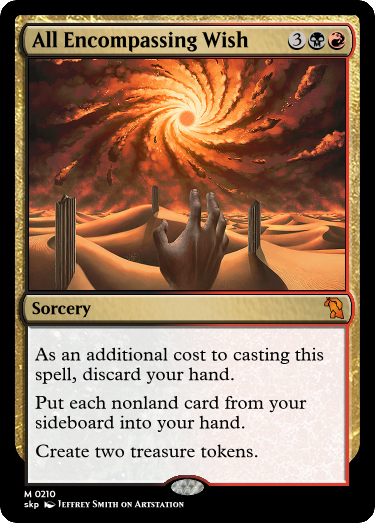 All Encompassing Wish 3
Sorcery
As an additional cost to casting this
spell, discard your hand.
Put each nonland card from your
sideboard into your hand.
Create two treasure tokens.
M 0210
skp Jeffrey Smith on Artstation